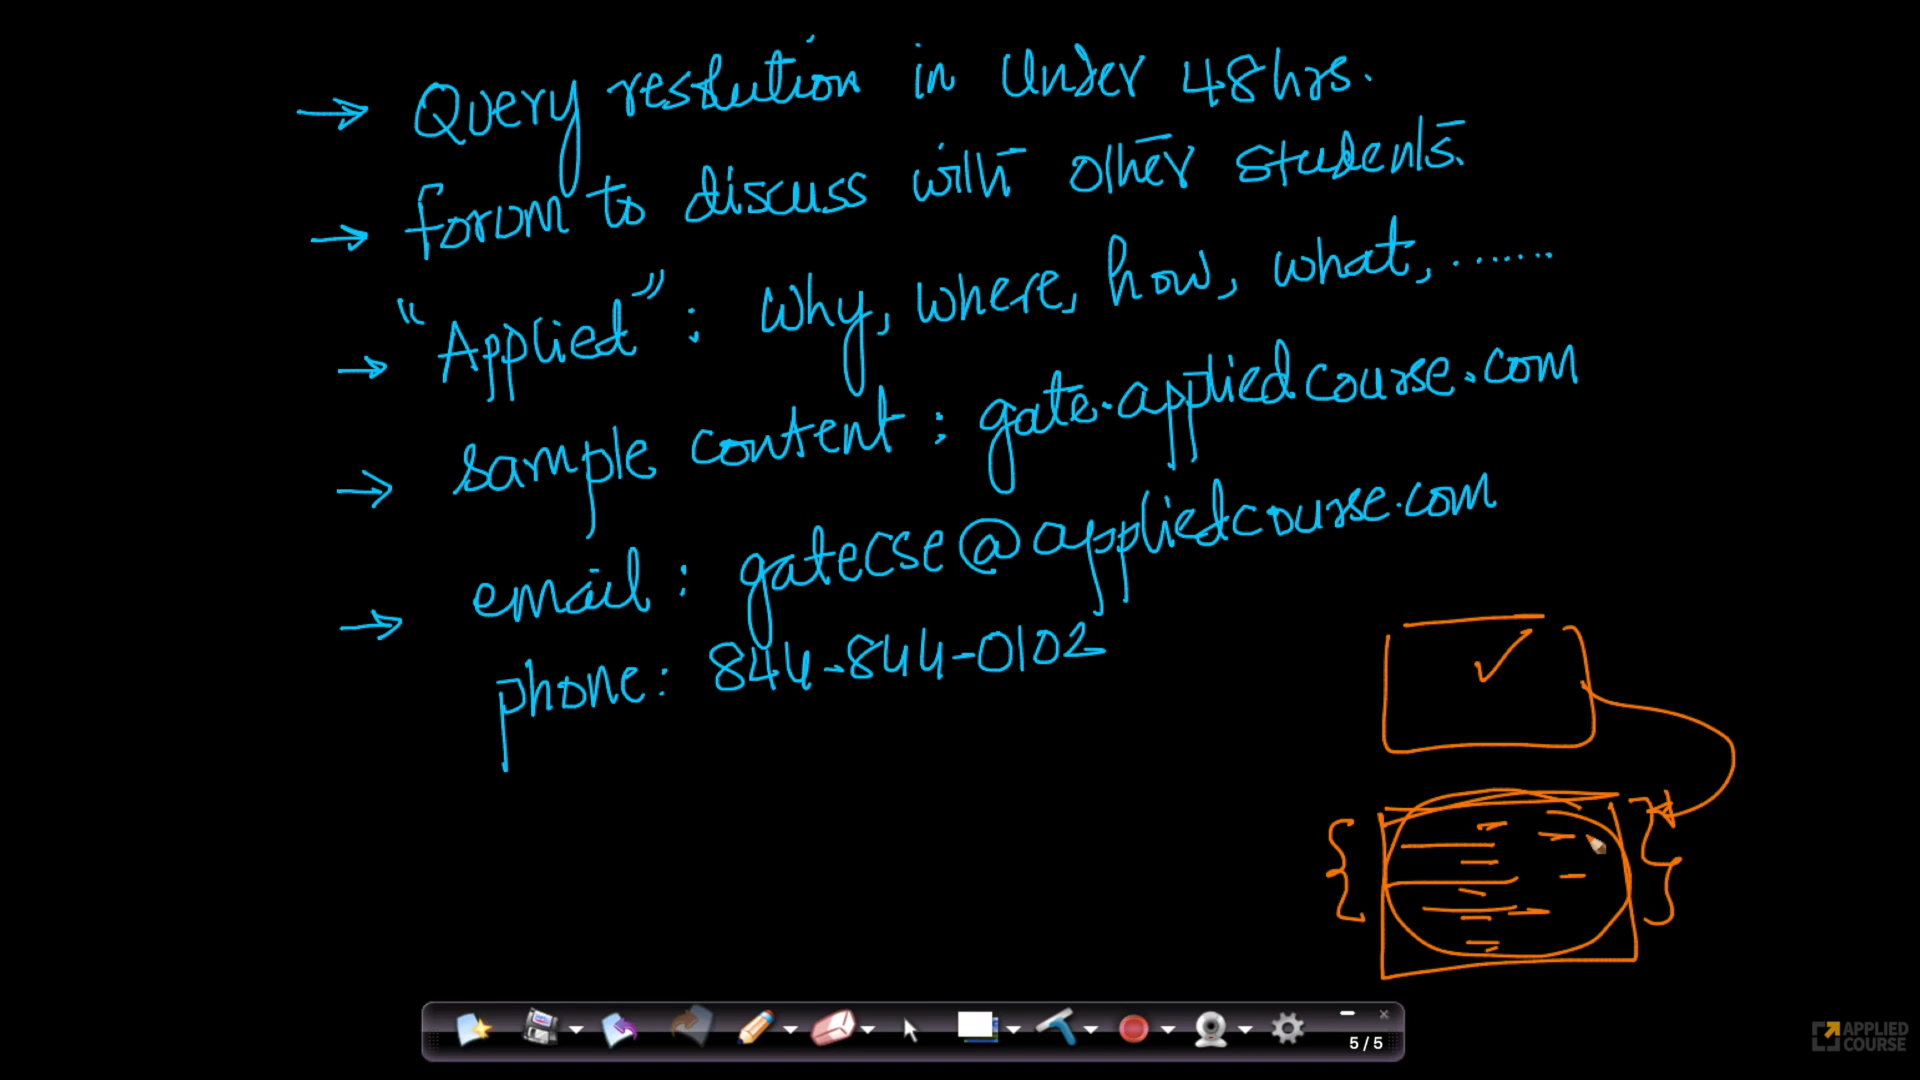 → Query resolution in Under 48hrs.
→ forum to discuss with other students.
→ "Applied" : Why, where, how, what, .......
→ sample content : gate.appliedcourse.com
→ email : gatecse@appliedcourse.com
phone: 844-844-0102
5 / 5
APPLIED
COURSE